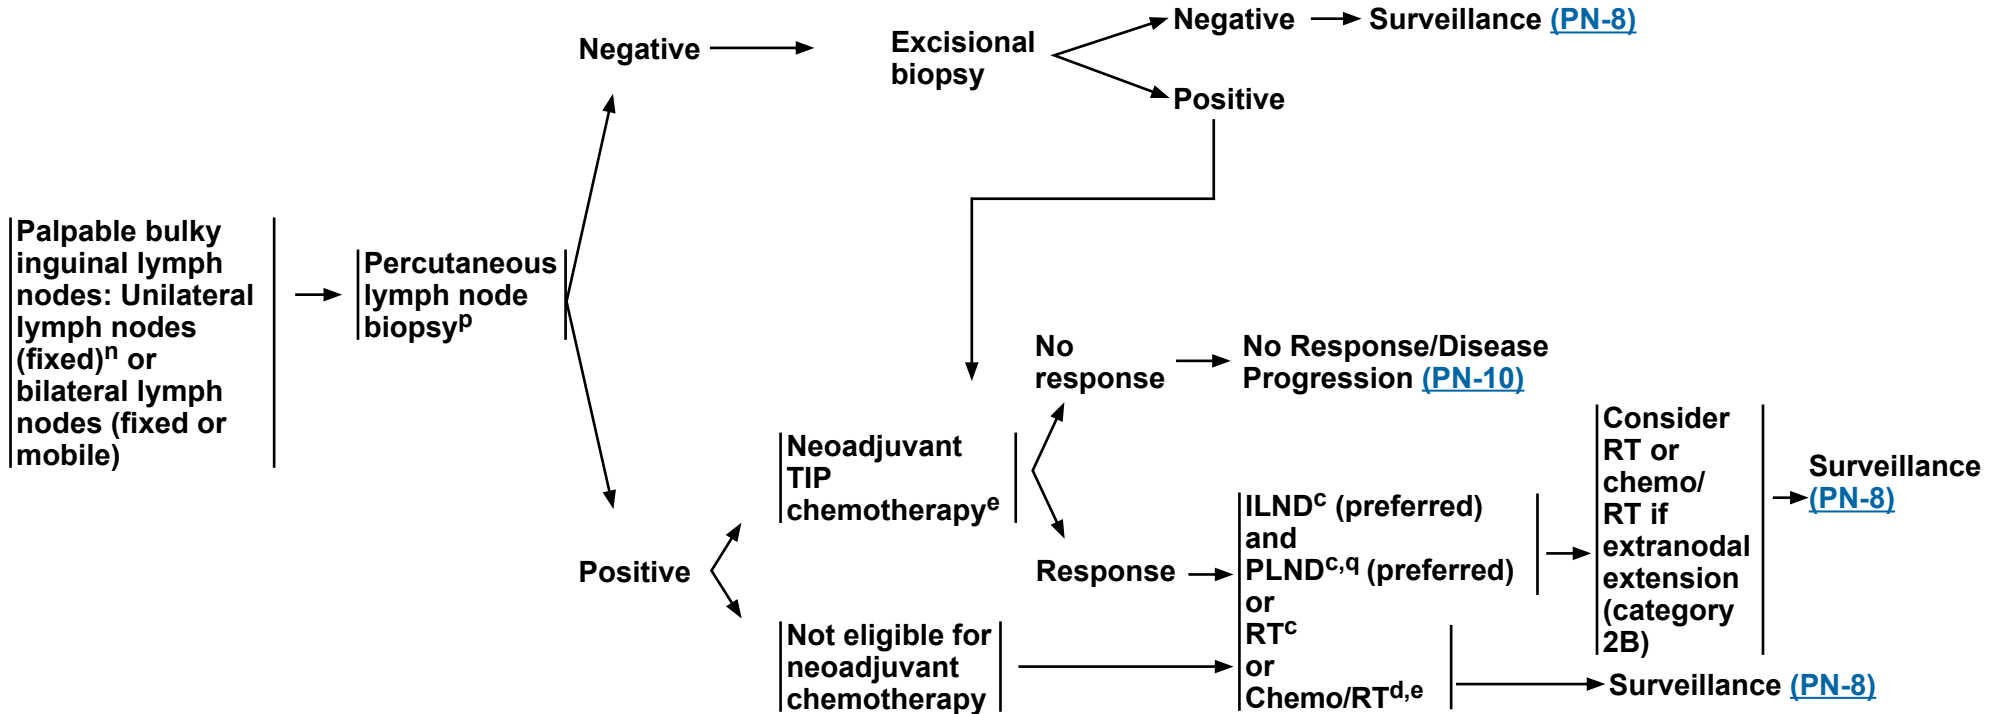 Palpable bulky
inguinal lymph
nodes: Unilateral
lymph nodes
(fixed)n or
bilateral lymph
nodes (fixed or
mobile)
Percutaneous
lymph node
biopsyp
Negative
Excisional
biopsy
Negative
Surveillance (PN-8)
Positive
Positive
Neoadjuvant
TIP
chemotherapye
No
response
No Response/Disease
Progression (PN-10)
Response
Not eligible for
neoadjuvant
chemotherapy
ILNDc (preferred)
and
PLNDc,q (preferred)
or
RTc
or
Chemo/RTd,e
Consider
RT or
chemo/
RT if
extranodal
extension
(category
2B)
Surveillance
(PN-8)
Surveillance (PN-8)